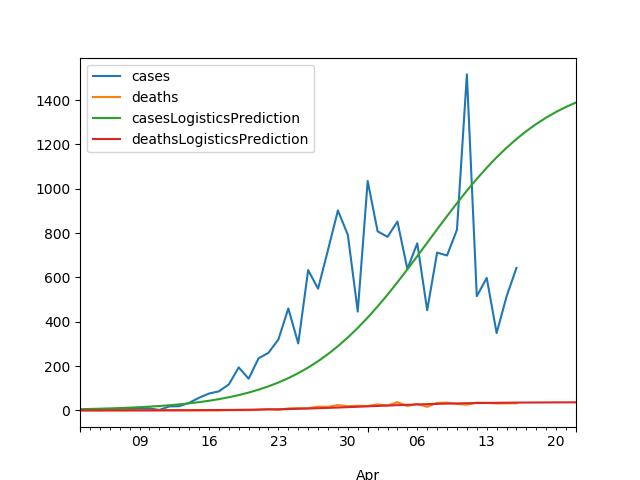 cases
deaths
casesLogisticsPrediction
deathsLogisticsPrediction
1400
1200
1000
800
600
400
200
0
09 16 23 30 06 13 20
Apr